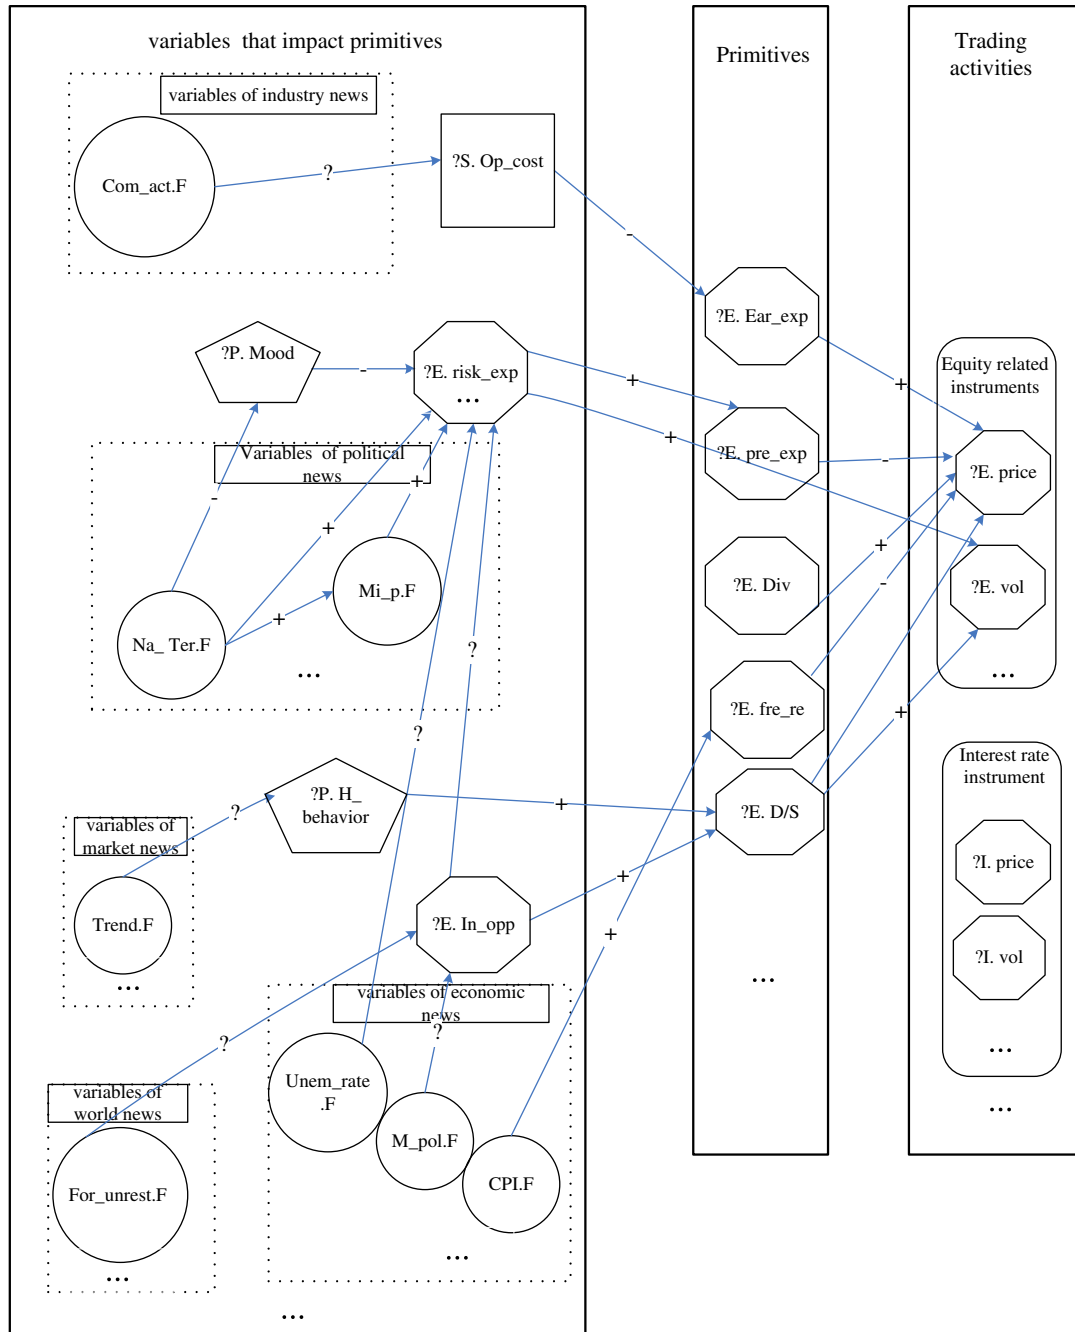 variables that impact primitives
Primitives
Trading
activities
variables of industry news
Com_act.F
?
?S. Op_cost
-
?E. Ear_exp
+
?P. Mood
-
?E. risk_exp
...
+
+
Equity related
instruments
Variables of political
news
-
+
+
?E. pre_exp
-
?E. price
+
-
Na_ Ter.F
+
Mi_p.F
...
?
?
?E. Div
?E. vol
...
?E. fre_re
+
?P. H_
behavior
+
?E. D/S
Interest rate
instrument
?I. price
?I. vol
...
...
variables of
market news
?
Trend.F
...
?E. In_opp
+
+
...
variables of economic
news
?
?
Unem_rate
.F
M_pol.F
CPI.F
...
variables of
world news
For_unrest.F
...
...